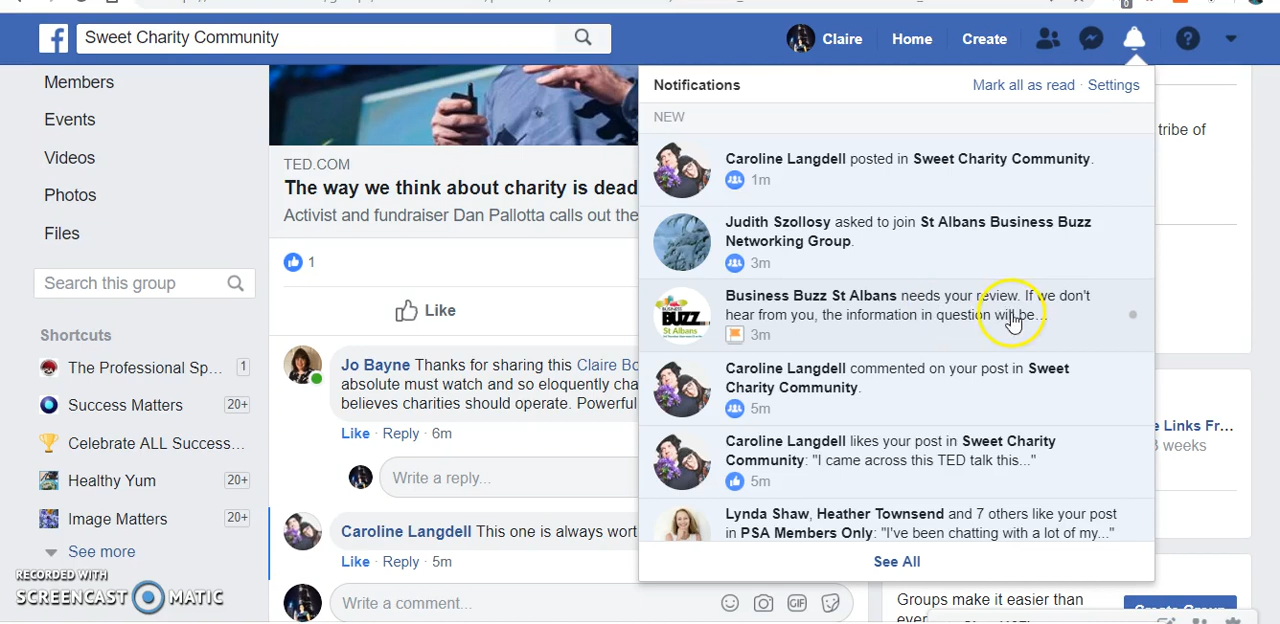 Sweet Charity Community
Claire
Home
Create
Members
Events
Videos
Photos
Files
Search this group
Shortcuts
The Professional Sp... 1
Success Matters 20+
Celebrate ALL Success...
Healthy Yum 20+
Image Matters 20+
See more
RECORDED WITH
SCREENCAST MATIC
TED.COM
The way we think about charity is dead
Activist and fundraiser Dan Pallotta calls out the
1
Like
Jo Bayne Thanks for sharing this Claire Bo
absolute must watch and so eloquently cha
believes charities should operate. Powerful
Like · Reply · 6m
Write a reply...
Caroline Langdell This one is always wort
Like · Reply · 5m
Write a comment...
GIF
Notifications
Mark all as read · Settings
NEW
Caroline Langdell posted in Sweet Charity Community.
1m
Judith Szollosy asked to join St Albans Business Buzz
Networking Group.
3m
Business
BUZZ
St Albans
Business Buzz St Albans needs your review. If we don't
hear from you, the information in question will be...
3m
Caroline Langdell commented on your post in Sweet
Charity Community.
5m
Caroline Langdell likes your post in Sweet Charity
Community: "I came across this TED talk this..."
5m
Lynda Shaw, Heather Townsend and 7 others like your post
in PSA Members Only: "I've been chatting with a lot of my..."
See All
tribe of
e Links Fr...
weeks
Groups make it easier than
Create Group